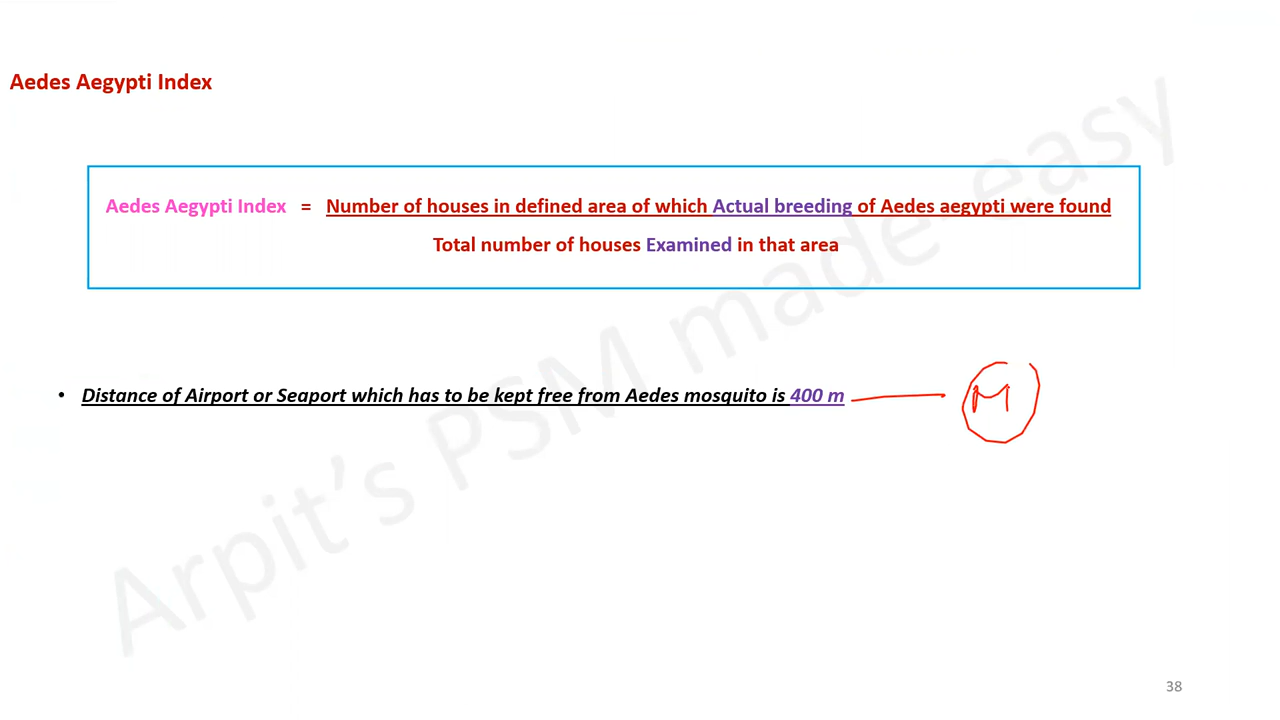 Aedes Aegypti Index
Aedes Aegypti Index = Number of houses in defined area of which Actual breeding of Aedes aegypti were found
Total number of houses Examined in that area
• Distance of Airport or Seaport which has to be kept free from Aedes mosquito is 400 m
M
Arpit's PSM made easy
38